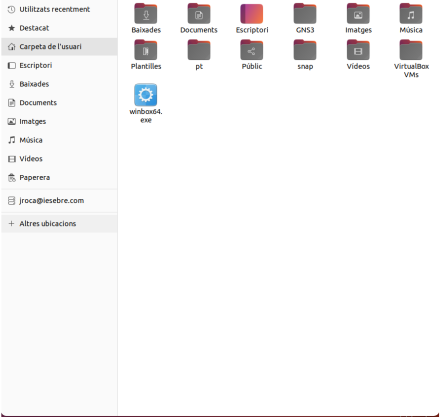 Utilitzats recentment
Destacat
Carpeta de l'usuari
Escriptori
Baixades
Documents
Imatges
Música
Vídeos
Paperera
jroca@iesebre.com
+ Altres ubicacions
Baixades Documents Escriptori GNS3 Imatges Música
Plantilles pt Públic snap Vídeos VirtualBox
VMs
winbox64.
exe